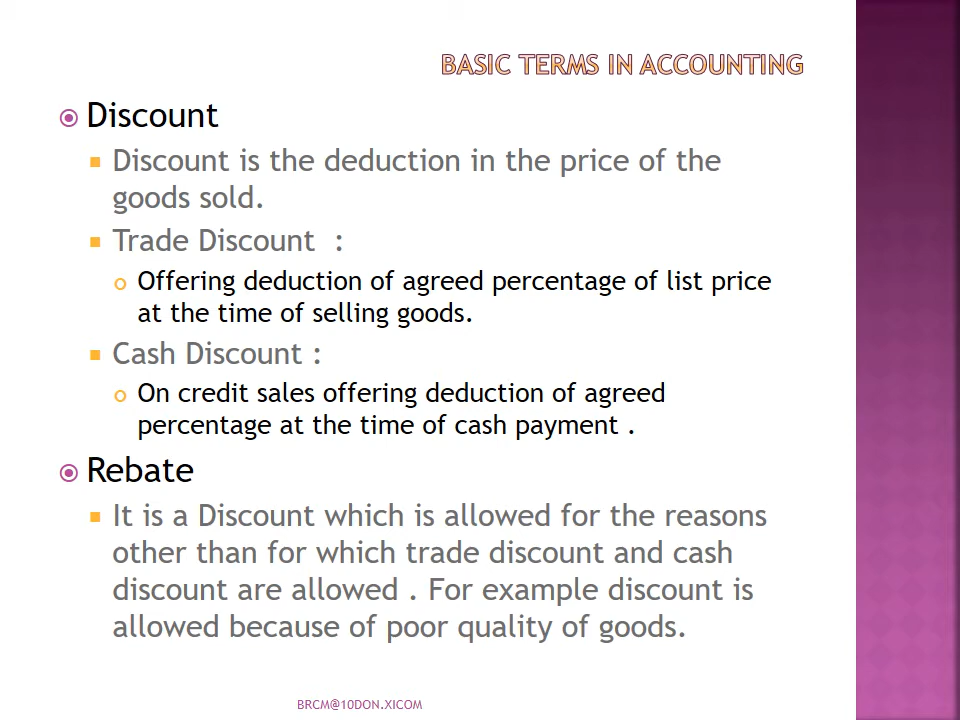 BASIC TERMS IN ACCOUNTING
Discount
Discount is the deduction in the price of the
goods sold.
Trade Discount :
Offering deduction of agreed percentage of list price
at the time of selling goods.
Cash Discount :
On credit sales offering deduction of agreed
percentage at the time of cash payment .
Rebate
It is a Discount which is allowed for the reasons
other than for which trade discount and cash
discount are allowed . For example discount is
allowed because of poor quality of goods.
BRCM@10DON.XICOM